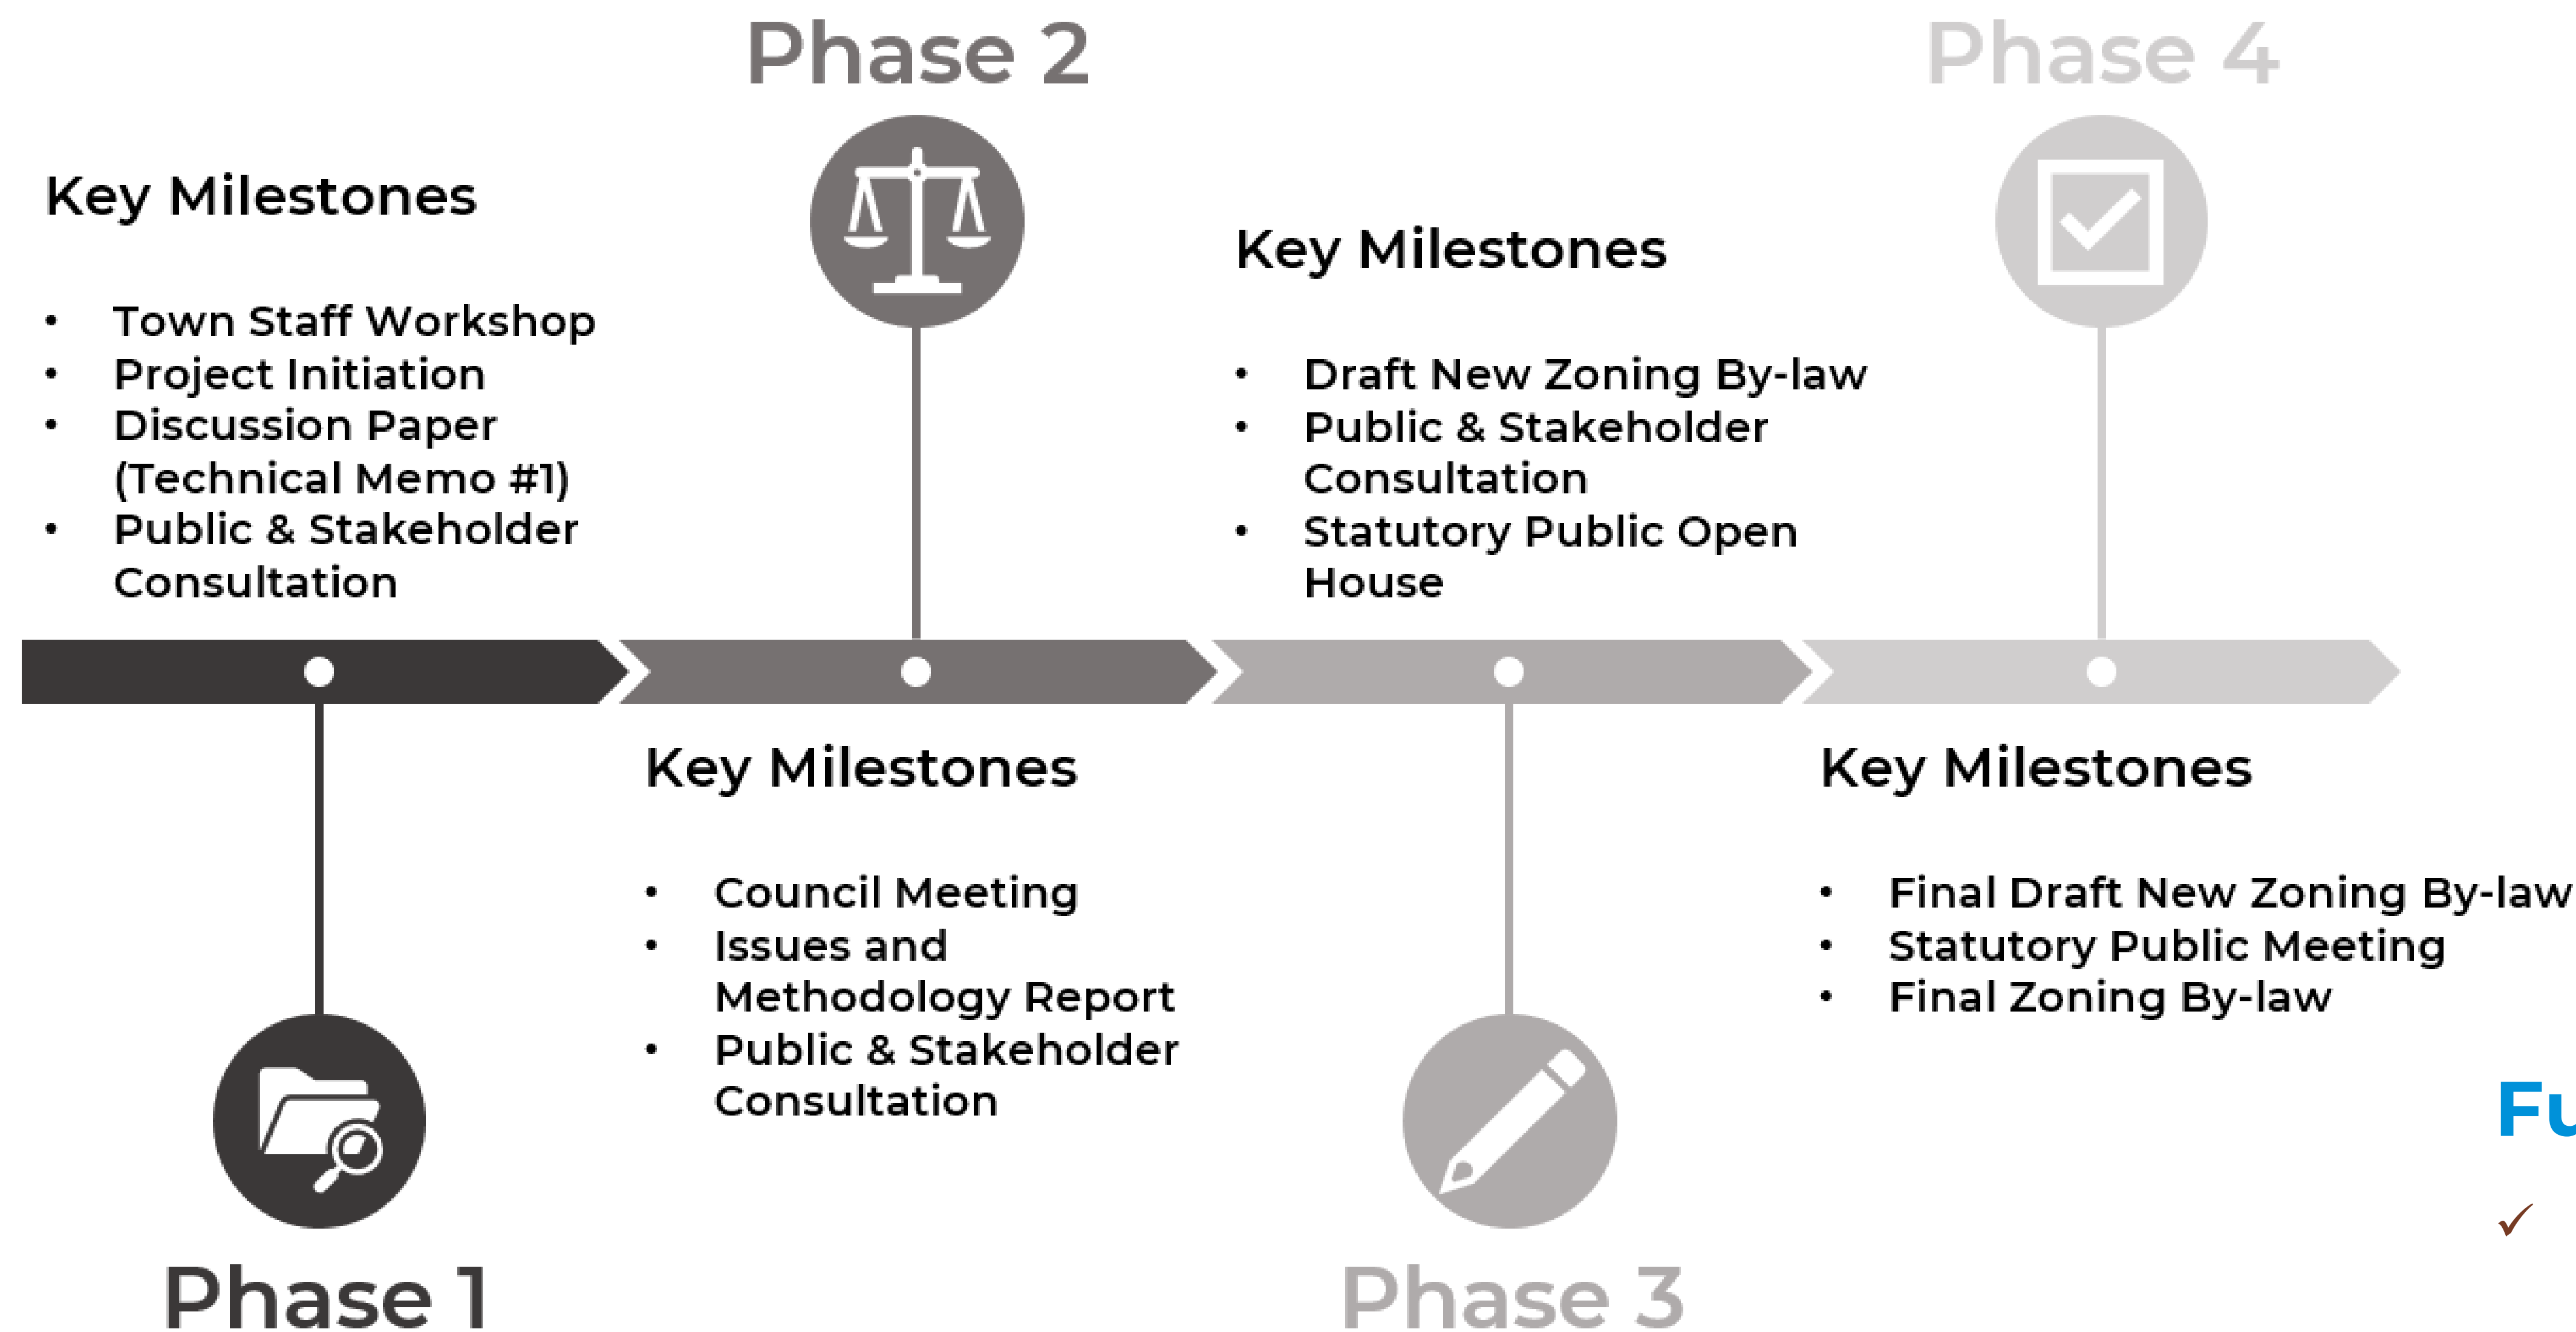 Phase 1
Key Milestones
• Town Staff Workshop
• Project Initiation
• Discussion Paper
(Technical Memo #1)
• Public & Stakeholder
Consultation
Phase 2
Key Milestones
• Council Meeting
• Issues and
Methodology Report
• Public & Stakeholder
Consultation
Phase 3
Key Milestones
• Draft New Zoning By-law
• Public & Stakeholder
Consultation
• Statutory Public Open
House
Phase 4
Key Milestones
• Final Draft New Zoning By-law
• Statutory Public Meeting
• Final Zoning By-law